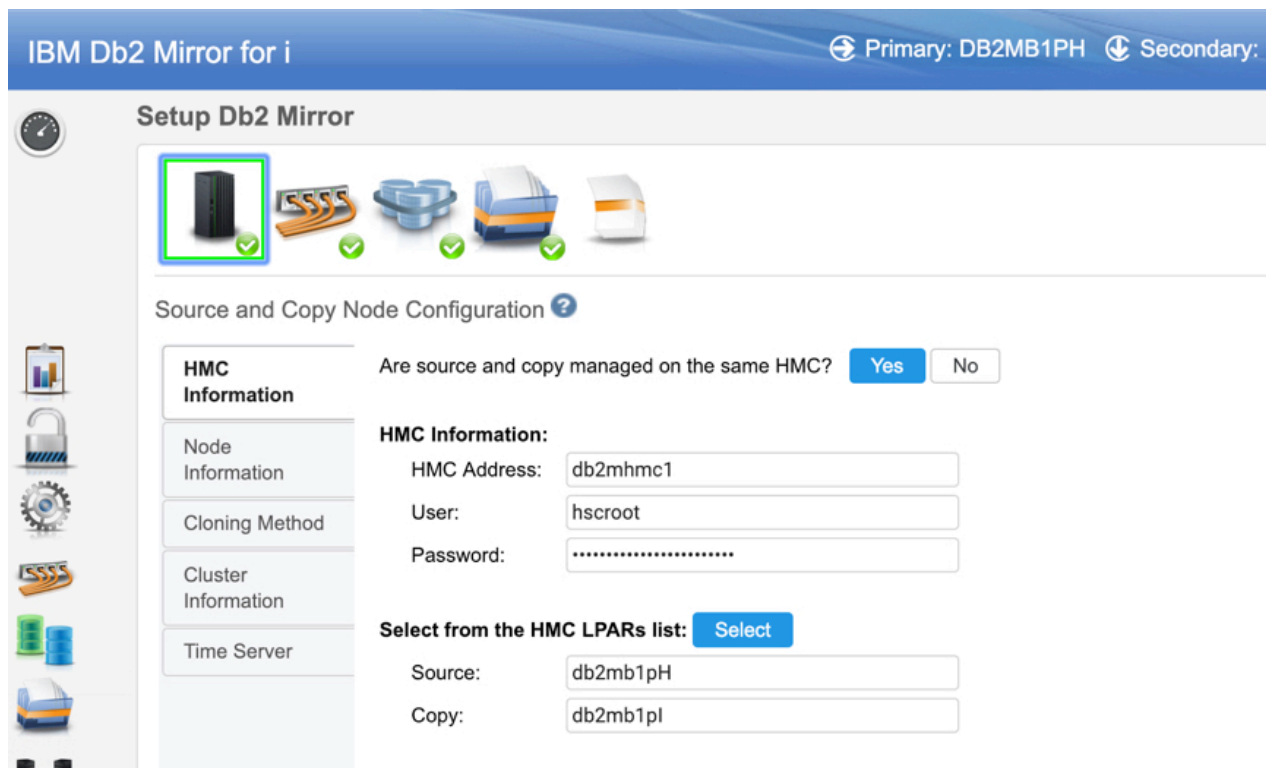 IBM Db2 Mirror for i
Primary: DB2MB1PH Secondary:
Setup Db2 Mirror
Source and Copy Node Configuration ?
HMC
Information
Node
Information
Cloning Method
Cluster
Information
Time Server
Are source and copy managed on the same HMC? Yes No
HMC Information:
HMC Address: db2mhmc1
User: hscroot
Password: ························
Select from the HMC LPARs list: Select
Source: db2mb1pH
Copy: db2mb1pI